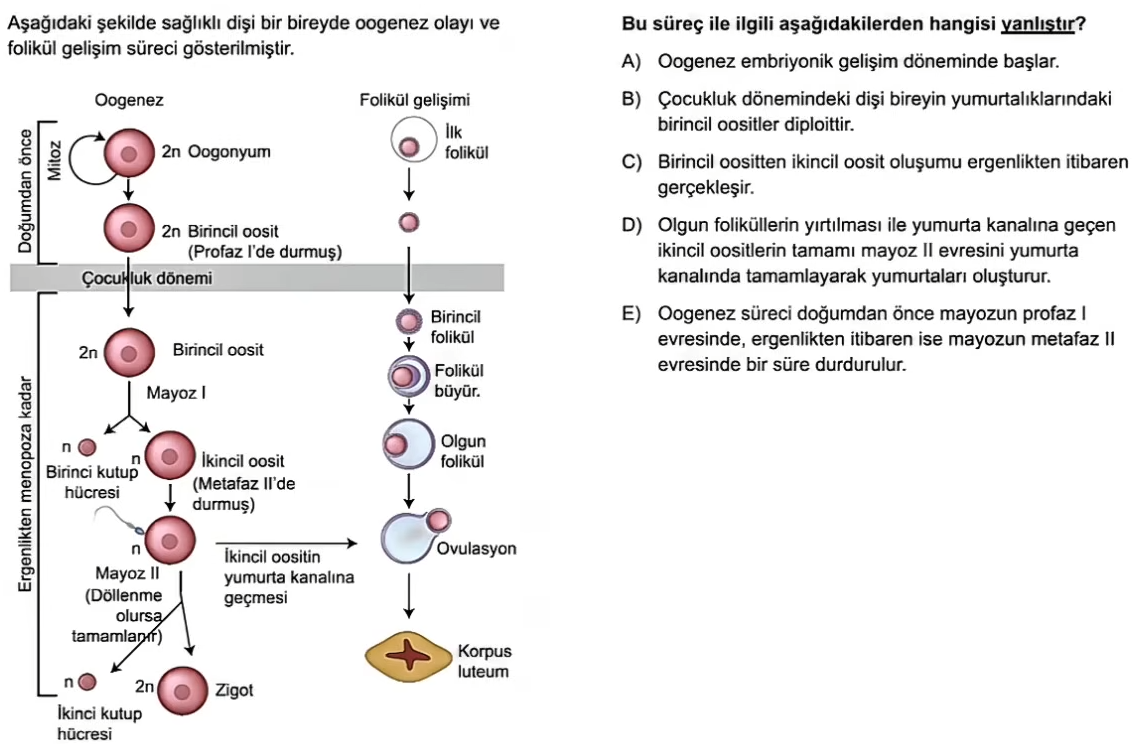 Aşağıdaki şekilde sağlıklı dişi bir bireyde oogenez olayı ve
folikül gelişim süreci gösterilmiştir.
Oogenez
Folikül gelişimi
Doğumdan önce
Mitoz
2n Oogonyum
İlk
folikül
2n Birincil oosit
(Profaz I’de durmuş)
Çocukluk dönemi
Ergenlikten menopoza kadar
2n
Birincil oosit
Birincil
folikül
Mayoz I
Folikül
büyür.
n
Birinci kutup
hücresi
n
İkincil oosit
(Metafaz II’de
durmuş)
Olgun
folikül
n
Mayoz II
(Döllenme
olursa
tamamlanır)
İkincil oositin
yumurta kanalına
geçmesi
Ovulasyon
Korpus
luteum
n
İkinci kutup
hücresi
2n
Zigot
Bu süreç ile ilgili aşağıdakilerden hangisi yanlıştır?
A) Oogenez embriyonik gelişim döneminde başlar.
B) Çocukluk dönemindeki dişi bireyin yumurtalıklarındaki
birincil oositler diploittir.
C) Birincil oositten ikincil oosit oluşumu ergenlikten itibaren
gerçekleşir.
D) Olgun foliküllerin yırtılması ile yumurta kanalına geçen
ikincil oositlerin tamamı mayoz II evresini yumurta
kanalında tamamlayarak yumurtaları oluşturur.
E) Oogenez süreci doğumdan önce mayozun profaz I
evresinde, ergenlikten itibaren ise mayozun metafaz II
evresinde bir süre durdurulur.